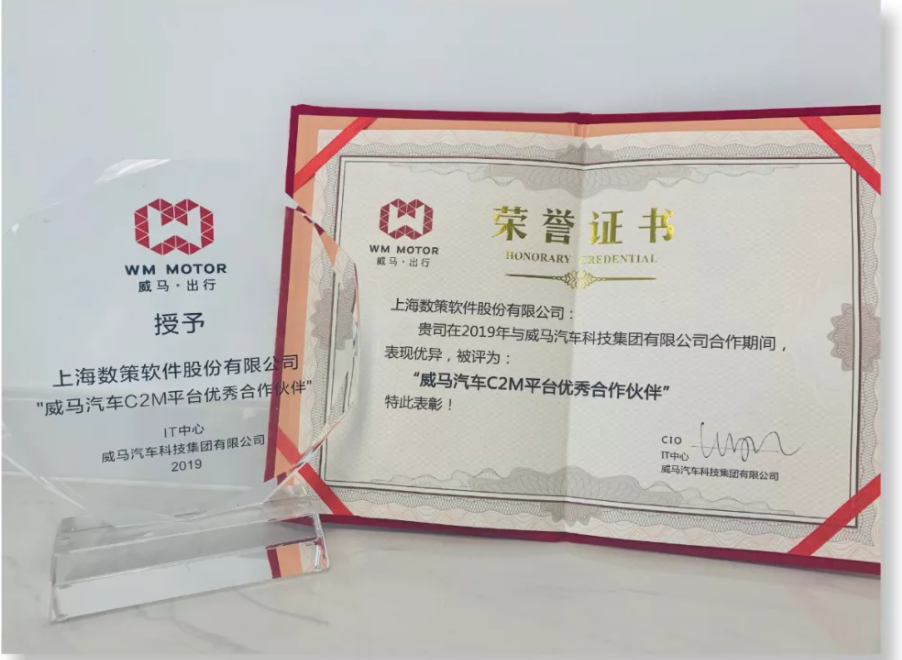 WM MOTOR
威马·出行
授予
上海数策软件股份有限公司
"威马汽车C2M平台优秀合作伙伴"
IT中心
威马汽车科技集团有限公司
2019
WM MOTOR
威马·出行
荣誉证书
HONORARY CREDENTIAL
上海数策软件股份有限公司：
贵司在2019年与威马汽车科技集团有限公司合作期间，
表现优异，被评为：
“威马汽车C2M平台优秀合作伙伴”
特此表彰！
CIO
IT中心
威马汽车科技集团有限公司